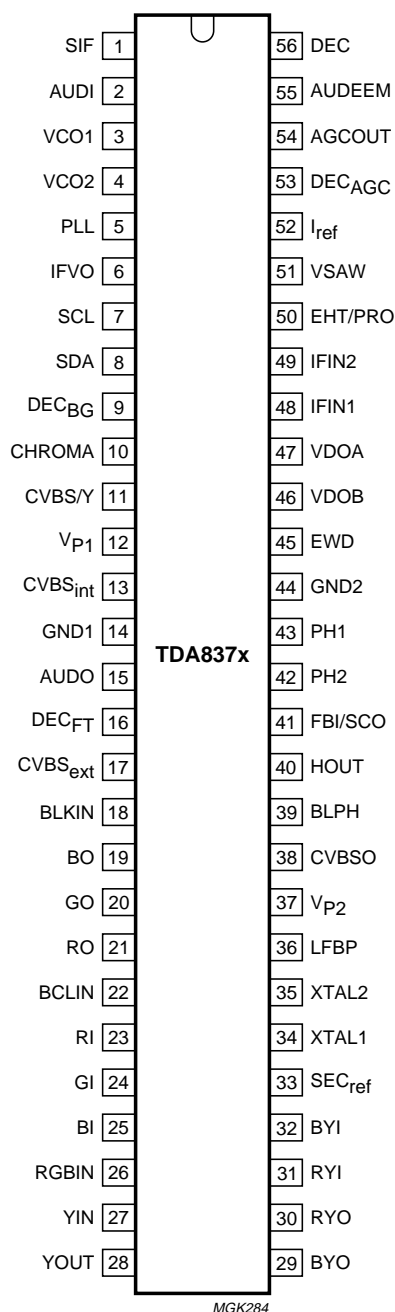 SIF 1 56 DEC
AUDI 2 55 AUDEEM
VCO1 3 54 AGCOUT
VCO2 4 53 DECAGC
PLL 5 52 Iref
IFVO 6 51 VSAW
SCL 7 50 EHT/PRO
SDA 8 49 IFIN2
DECBG 9 48 IFIN1
CHROMA 10 47 VDOA
CVBS/Y 11 46 VDOB
VP1 12 45 EWD
CVBSint 13 44 GND2
GND1 14 43 PH1
TDA837x
AUDO 15 42 PH2
DECFT 16 41 FBI/SCO
CVBSext 17 40 HOUT
BLKIN 18 39 BLPH
BO 19 38 CVBSO
GO 20 37 VP2
RO 21 36 LFBP
BCLIN 22 35 XTAL2
RI 23 34 XTAL1
GI 24 33 SECref
BI 25 32 BYI
RGBIN 26 31 RYI
YIN 27 30 RYO
YOUT 28 29 BYO
MGK284